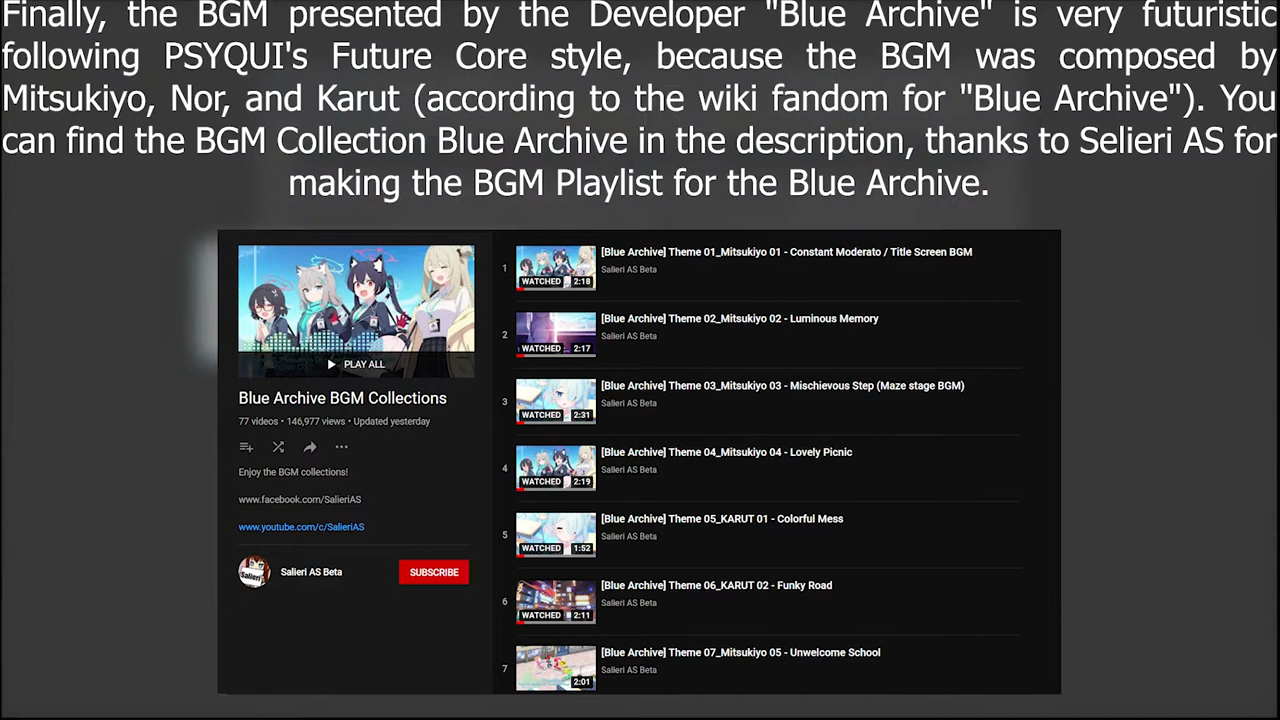 Finally, the BGM presented by the Developer "Blue Archive" is very futuristic
following PSYQUI's Future Core style, because the BGM was composed by
Mitsukiyo, Nor, and Karut (according to the wiki fandom for "Blue Archive"). You
can find the BGM Collection Blue Archive in the description, thanks to Selieri AS for
making the BGM Playlist for the Blue Archive.
PLAY ALL
Blue Archive BGM Collections
77 videos • 146,977 views • Updated yesterday
Enjoy the BGM collections!
www.facebook.com/SalieriAS
www.youtube.com/c/SalieriAS
Salieri
Salieri AS Beta
SUBSCRIBE
1
[Blue Archive] Theme 01_Mitsukiyo 01 - Constant Moderato / Title Screen BGM
Salieri AS Beta
WATCHED 2:18
2
[Blue Archive] Theme 02_Mitsukiyo 02 - Luminous Memory
Salieri AS Beta
WATCHED 2:17
3
[Blue Archive] Theme 03_Mitsukiyo 03 - Mischievous Step (Maze stage BGM)
Salieri AS Beta
WATCHED 2:31
4
[Blue Archive] Theme 04_Mitsukiyo 04 - Lovely Picnic
Salieri AS Beta
WATCHED 2:19
5
[Blue Archive] Theme 05_KARUT 01 - Colorful Mess
Salieri AS Beta
WATCHED 1:52
6
[Blue Archive] Theme 06_KARUT 02 - Funky Road
Salieri AS Beta
WATCHED 2:11
7
[Blue Archive] Theme 07_Mitsukiyo 05 - Unwelcome School
Salieri AS Beta
2:01